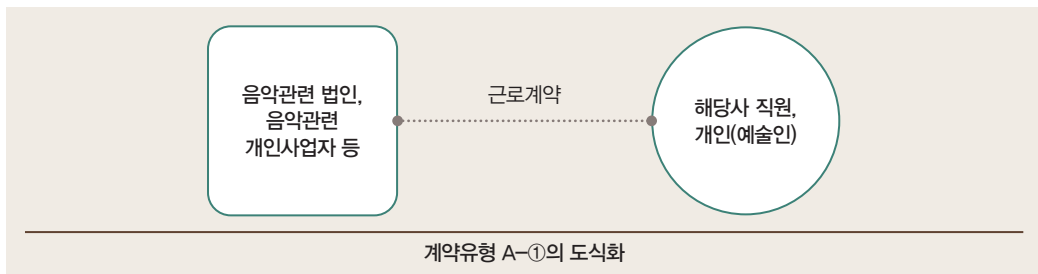 음악관련 법인,
음악관련
개인사업자 등
근로계약
해당사 직원,
개인(예술인)
계약유형 A–①의 도식화